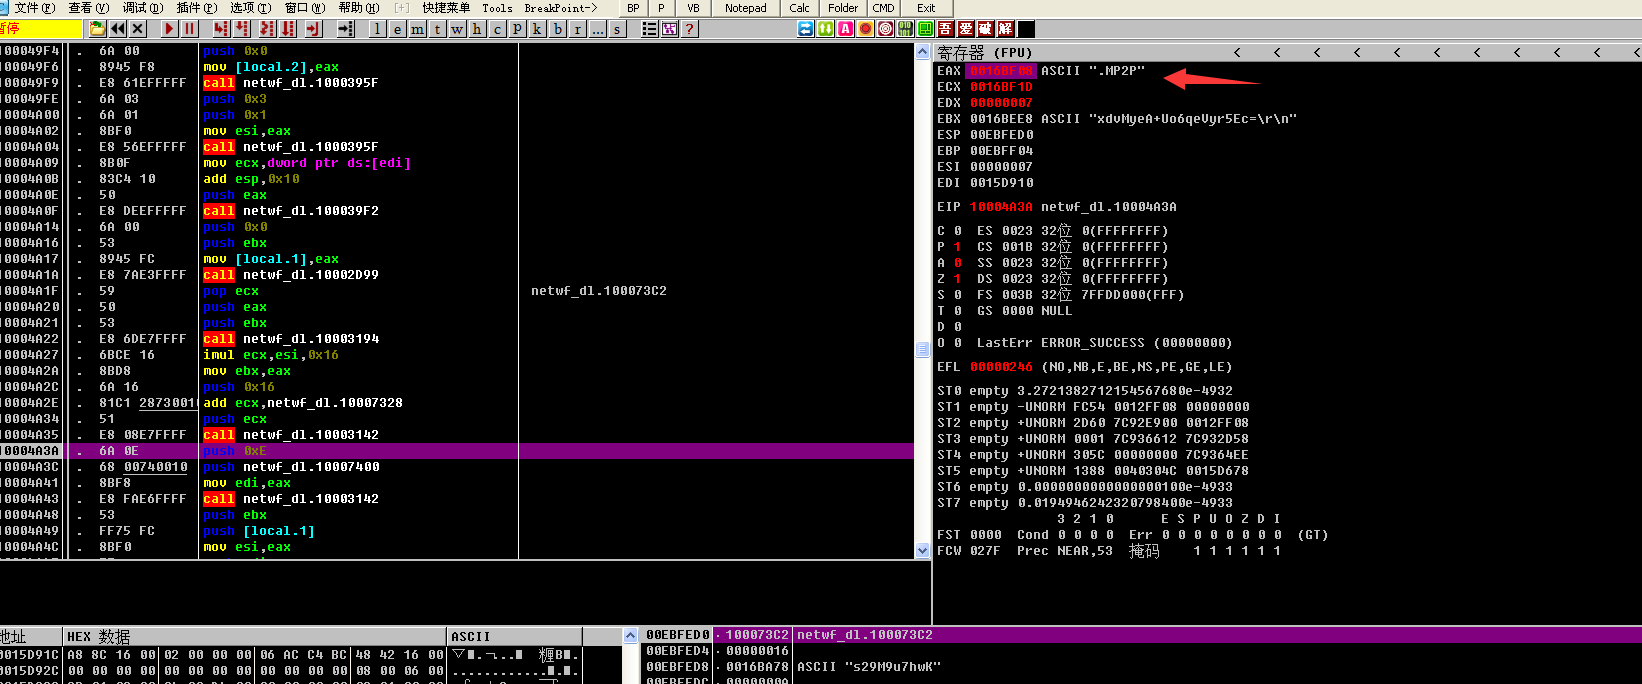 文件(F) 查看(V) 调试(D) 插件(P) 选项(T) 窗口(W) 帮助(H) [+] 快捷菜单 Tools BreakPoint-> BP P VB Notepad Calc Folder CMD Exit
暂停 l e m t w h c p k b r ... s ? 吾 爱 破 解
100049F4 . 6A 00 push 0x0
100049F6 . 8945 F8 mov [local.2],eax
100049F9 . E8 61EFFFFF call netwf_dl.1000395F
100049FE . 6A 03 push 0x3
10004A00 . 6A 01 push 0x1
10004A02 . 8BF0 mov esi,eax
10004A04 . E8 56EFFFFF call netwf_dl.1000395F
10004A09 . 8B0F mov ecx,dword ptr ds:[edi]
10004A0B . 83C4 10 add esp,0x10
10004A0E . 50 push eax
10004A0F . E8 DEEFFFFF call netwf_dl.100039F2
10004A14 . 6A 00 push 0x0
10004A16 . 53 push ebx
10004A17 . 8945 FC mov [local.1],eax
10004A1A . E8 7AE3FFFF call netwf_dl.10002D99
10004A1F . 59 pop ecx netwf_dl.100073C2
10004A20 . 50 push eax
10004A21 . 53 push ebx
10004A22 . E8 6DE7FFFF call netwf_dl.10003194
10004A27 . 6BCE 16 imul ecx,esi,0x16
10004A2A . 8BD8 mov ebx,eax
10004A2C . 6A 16 push 0x16
10004A2E . 81C1 28730010 add ecx,netwf_dl.10007328
10004A34 . 51 push ecx
10004A35 . E8 08E7FFFF call netwf_dl.10003142
10004A3A . 6A 0E push 0xE
10004A3C . 68 00740010 push netwf_dl.10007400
10004A41 . 8BF8 mov edi,eax
10004A43 . E8 FAE6FFFF call netwf_dl.10003142
10004A48 . 53 push ebx
10004A49 . FF75 FC push [local.1]
10004A4C . 8BF0 mov esi,eax
寄存器 (FPU) < < < < < < < < < <
EAX 0016BF08 ASCII ".MP2P"
ECX 0016BF1D
EDX 00000007
EBX 0016BEE8 ASCII "xdvMyeA+Uo6qeVyr5Ec=\r\n"
ESP 00EBFED0
EBP 00EBFF04
ESI 00000007
EDI 0015D910
EIP 10004A3A netwf_dl.10004A3A
C 0 ES 0023 32位 0(FFFFFFFF)
P 1 CS 001B 32位 0(FFFFFFFF)
A 0 SS 0023 32位 0(FFFFFFFF)
Z 1 DS 0023 32位 0(FFFFFFFF)
S 0 FS 003B 32位 7FFDD000(FFF)
T 0 GS 0000 NULL
D 0
O 0 LastErr ERROR_SUCCESS (00000000)
EFL 00000246 (NO,NB,E,BE,NS,PE,GE,LE)
ST0 empty 3.2721382712154567680e-4932
ST1 empty -UNORM FC54 0012FF08 00000000
ST2 empty +UNORM 2D60 7C92E900 0012FF08
ST3 empty +UNORM 0001 7C936612 7C932D58
ST4 empty +UNORM 305C 00000000 7C9364EE
ST5 empty +UNORM 1388 0040304C 0015D678
ST6 empty 0.0000000000000000100e-4933
ST7 empty 0.0194946242320798400e-4933
3 2 1 0 E S P U O Z D I
FST 0000 Cond 0 0 0 0 Err 0 0 0 0 0 0 0 0 (GT)
FCW 027F Prec NEAR,53 掩码 1 1 1 1 1 1
地址 HEX 数据 ASCII
0015D91C A8 8C 16 00 02 00 00 00 06 AC C4 BC 48 42 16 00
0015D92C 00 00 00 00 00 00 00 00 00 00 00 00 08 00 06 00
00EBFED0 100073C2 netwf_dl.100073C2
00EBFED4 00000016
00EBFED8 0016BA78 ASCII "s29M9u7hwK"